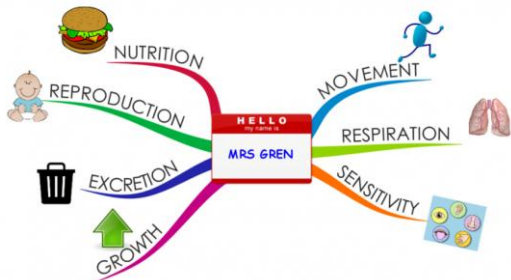 HELLO
my name is
MRS GREN
MOVEMENT
RESPIRATION
SENSITIVITY
GROWTH
EXCRETION
REPRODUCTION
NUTRITION